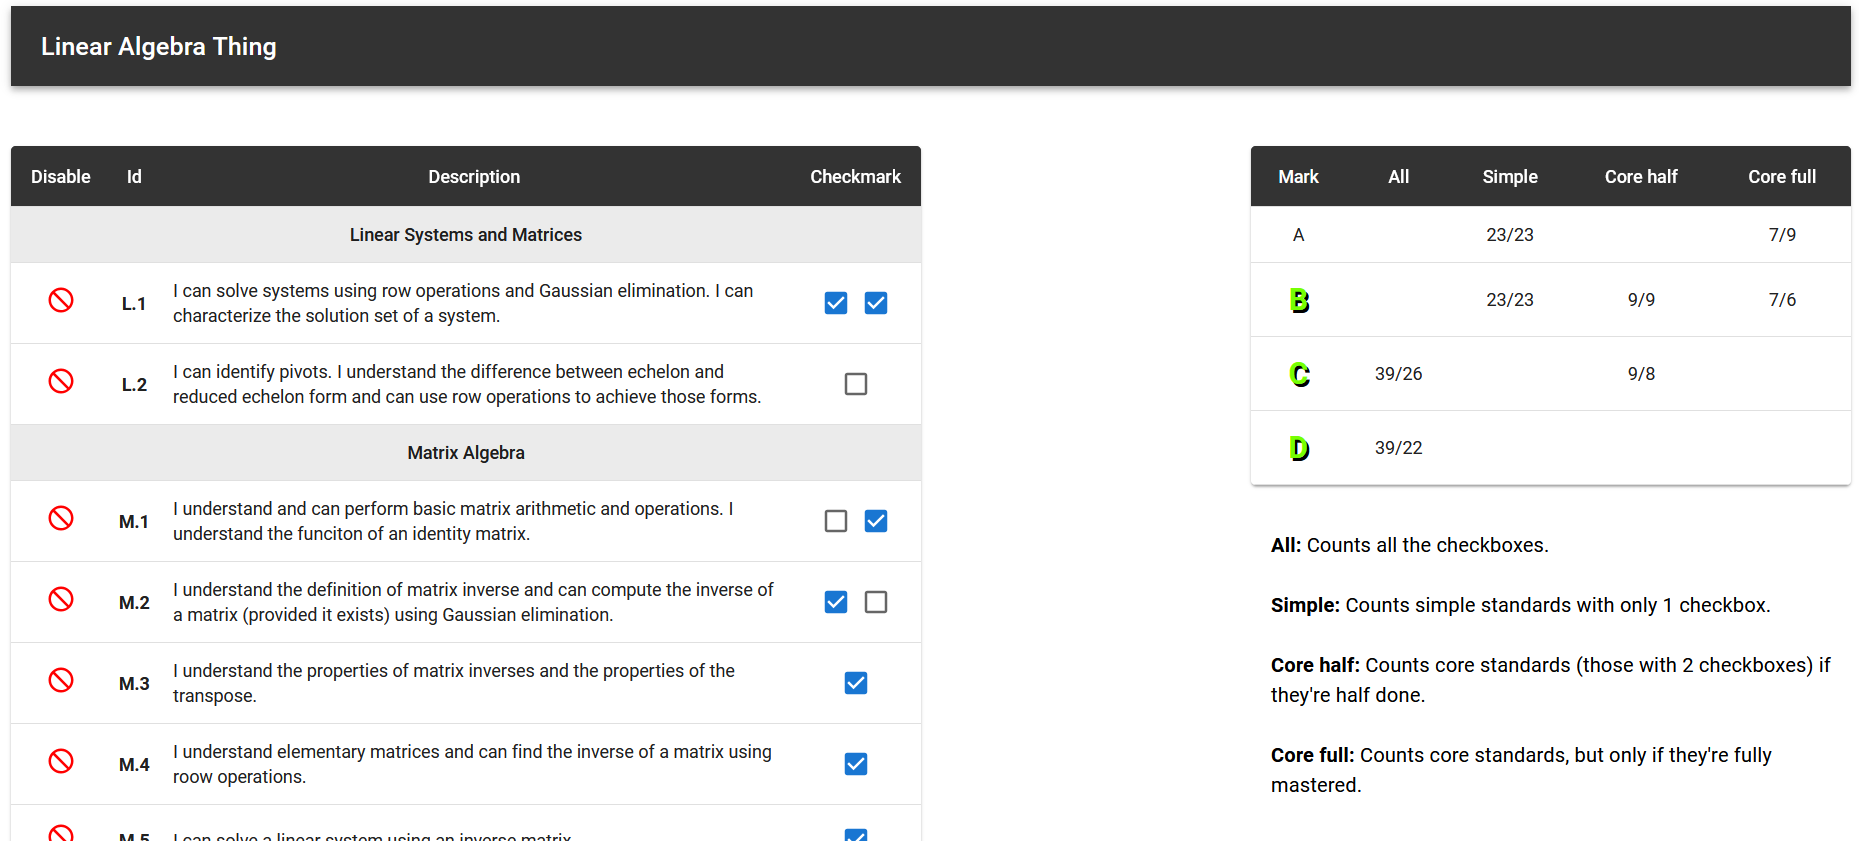 Linear Algebra Thing
Disable Id Description Checkmark
Linear Systems and Matrices
L.1 I can solve systems using row operations and Gaussian elimination. I can
characterize the solution set of a system.
L.2 I can identify pivots. I understand the difference between echelon and
reduced echelon form and can use row operations to achieve those forms.
Matrix Algebra
M.1 I understand and can perform basic matrix arithmetic and operations. I
understand the funciton of an identity matrix.
M.2 I understand the definition of matrix inverse and can compute the inverse of
a matrix (provided it exists) using Gaussian elimination.
M.3 I understand the properties of matrix inverses and the properties of the
transpose.
M.4 I understand elementary matrices and can find the inverse of a matrix using
roow operations.
M.5 I can solve a linear system using an inverse matrix.
Mark All Simple Core half Core full
A 23/23 7/9
B 23/23 9/9 7/6
C 39/26 9/8
D 39/22
All: Counts all the checkboxes.
Simple: Counts simple standards with only 1 checkbox.
Core half: Counts core standards (those with 2 checkboxes) if
they're half done.
Core full: Counts core standards, but only if they're fully
mastered.